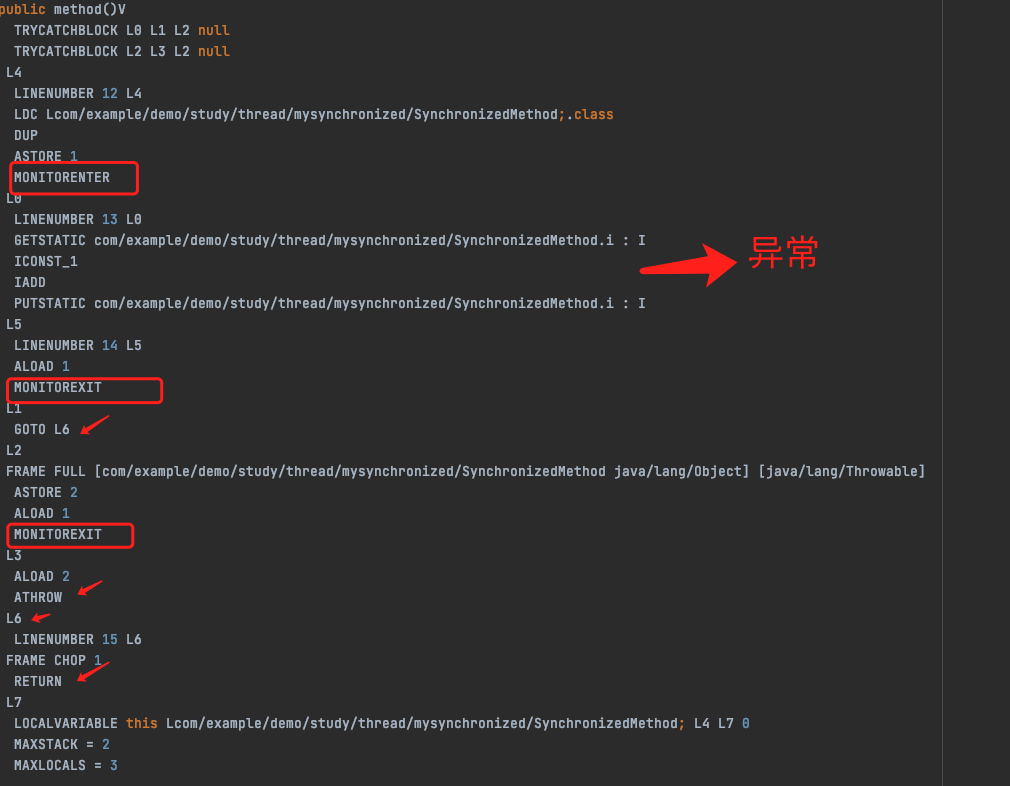 public method()V
TRYCATCHBLOCK L0 L1 L2 null
TRYCATCHBLOCK L2 L3 L2 null
L4
LINENUMBER 12 L4
LDC Lcom/example/demo/study/thread/mysynchronized/SynchronizedMethod;.class
DUP
ASTORE 1
MONITORENTER
L0
LINENUMBER 13 L0
GETSTATIC com/example/demo/study/thread/mysynchronized/SynchronizedMethod.i : I
异常
ICONST_1
IADD
PUTSTATIC com/example/demo/study/thread/mysynchronized/SynchronizedMethod.i : I
L5
LINENUMBER 14 L5
ALOAD 1
MONITOREXIT
L1
GOTO L6
L2
FRAME FULL [com/example/demo/study/thread/mysynchronized/SynchronizedMethod java/lang/Object] [java/lang/Throwable]
ASTORE 2
ALOAD 1
MONITOREXIT
L3
ALOAD 2
ATHROW
L6
LINENUMBER 15 L6
FRAME CHOP 1
RETURN
L7
LOCALVARIABLE this Lcom/example/demo/study/thread/mysynchronized/SynchronizedMethod; L4 L7 0
MAXSTACK = 2
MAXLOCALS = 3